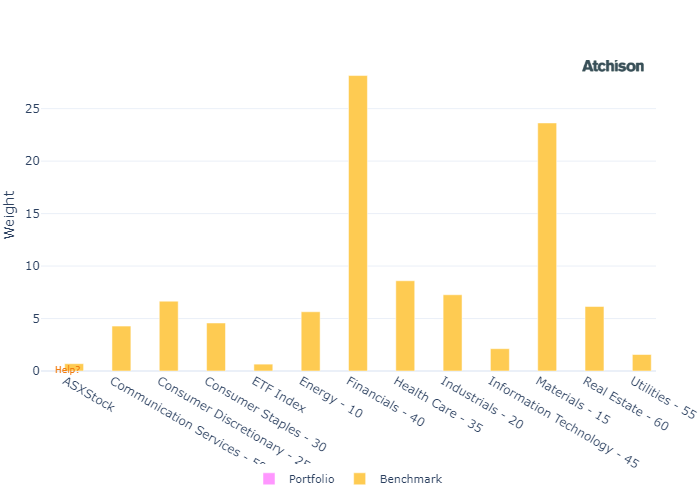 Atchison
Weight
25
20
15
10
5
0
Help?
ASXStock
Communication Services - 
Consumer Discretionary - 25
Consumer Staples - 30
ETF Index
Energy - 10
Financials - 40
Health Care - 35
Industrials - 20
Information Technology - 45
Materials - 15
Real Estate - 60
Utilities - 55
Portfolio
Benchmark